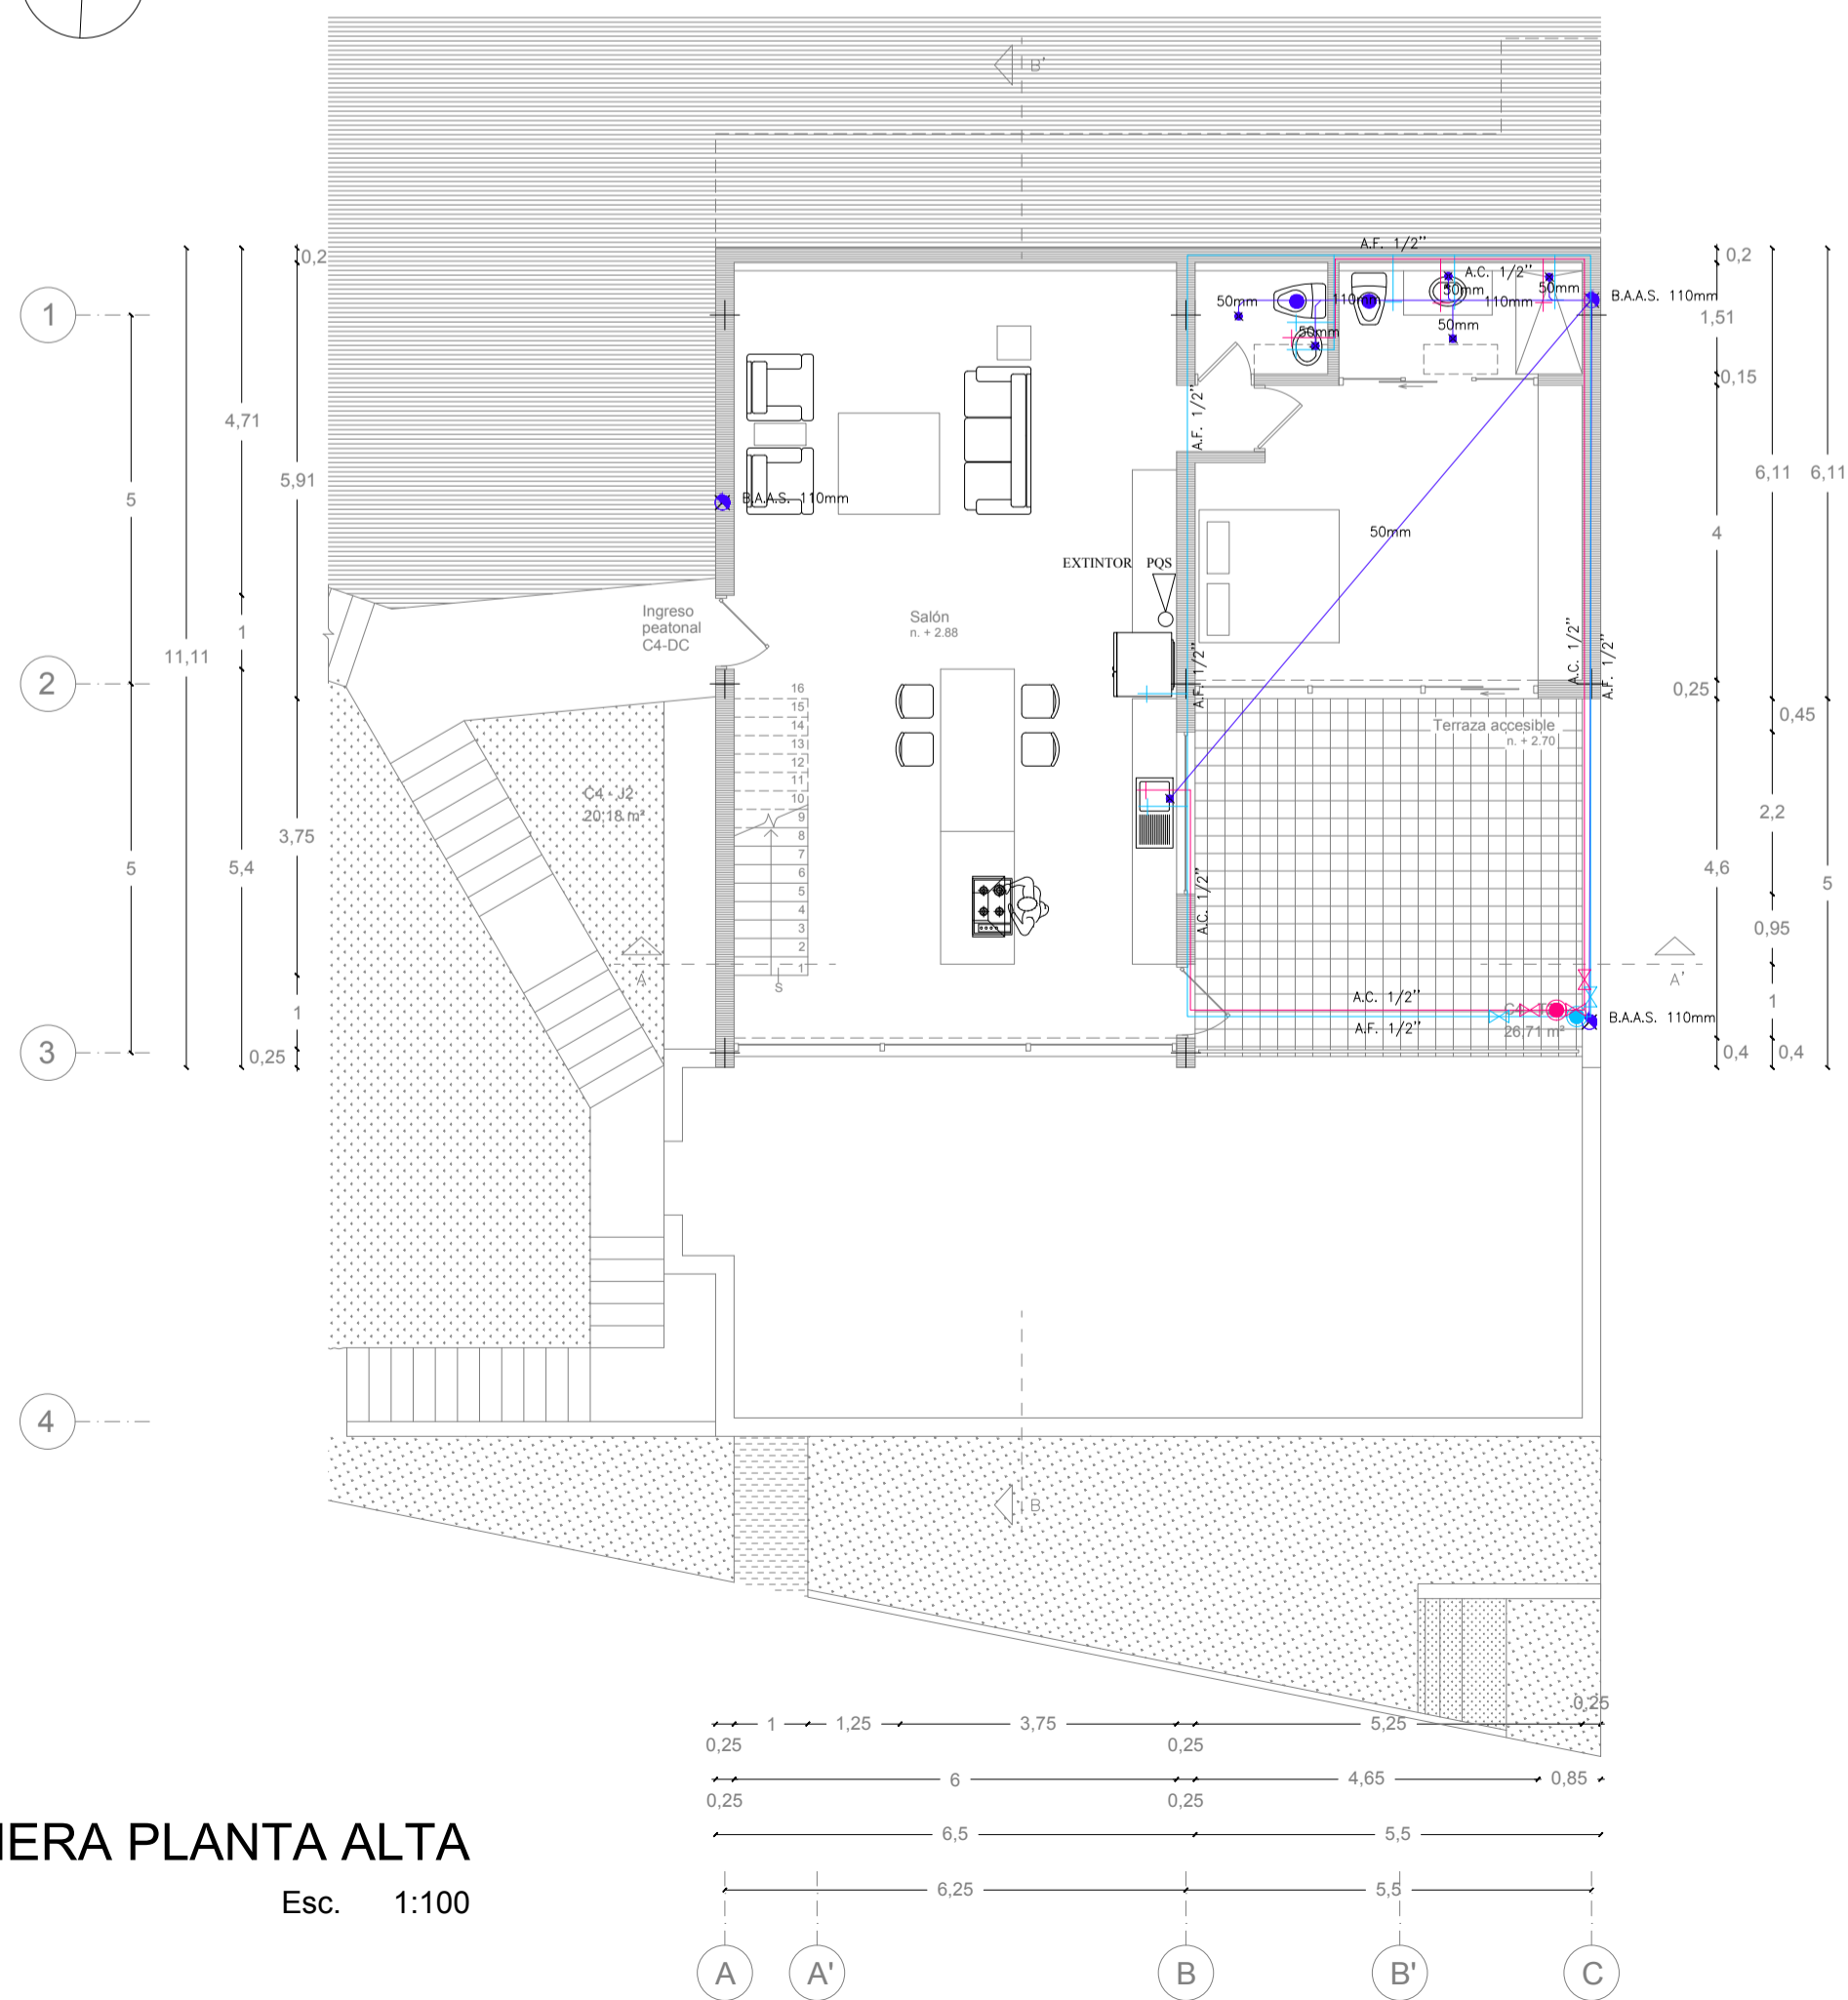 B'
A.F. 1/2"
0,2
0,2
A.C. 1/2"
50mm
50mm
50mm
110mm
110mm
B.A.A.S. 110mm
1
1,51
50mm
50mm
0,15
A.F. 1/2"
4,71
5,91
6,11
6,11
5
B.A.A.S. 110mm
50mm
4
EXTINTOR PQS
Ingreso
peatonal
C4-DC
Salón
n. + 2.88
1
11,11
A.F. 1/2"
A.C. 1/2"
A.F. 1/2"
2
0,25
16
15
14
13
12
11
10
9
8
7
6
5
4
3
2
1
S
Terraza accesible
n. + 2.70
0,45
C4 - J2
20,18 m²
3,75
5,4
5
2,2
4,6
5
A.C. 1/2"
0,95
A
A'
A.C. 1/2"
A.F. 1/2"
26,71 m²
B.A.A.S. 110mm
1
1
3
0,25
0,4
0,4
4
B
0,25
1
1,25
3,75
5,25
0,25
0,25
6
4,65
0,85
0,25
0,25
6,5
5,5
6,25
5,5
IERA PLANTA ALTA
Esc. 1:100
A
A'
B
B'
C